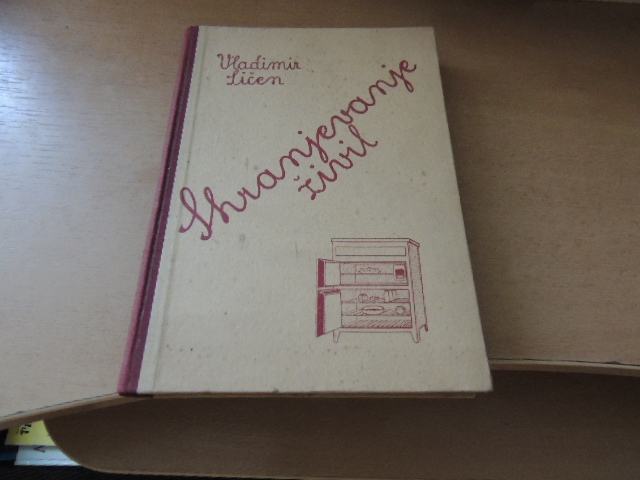 Vladimir
Ličen
Shranjevanje
živil